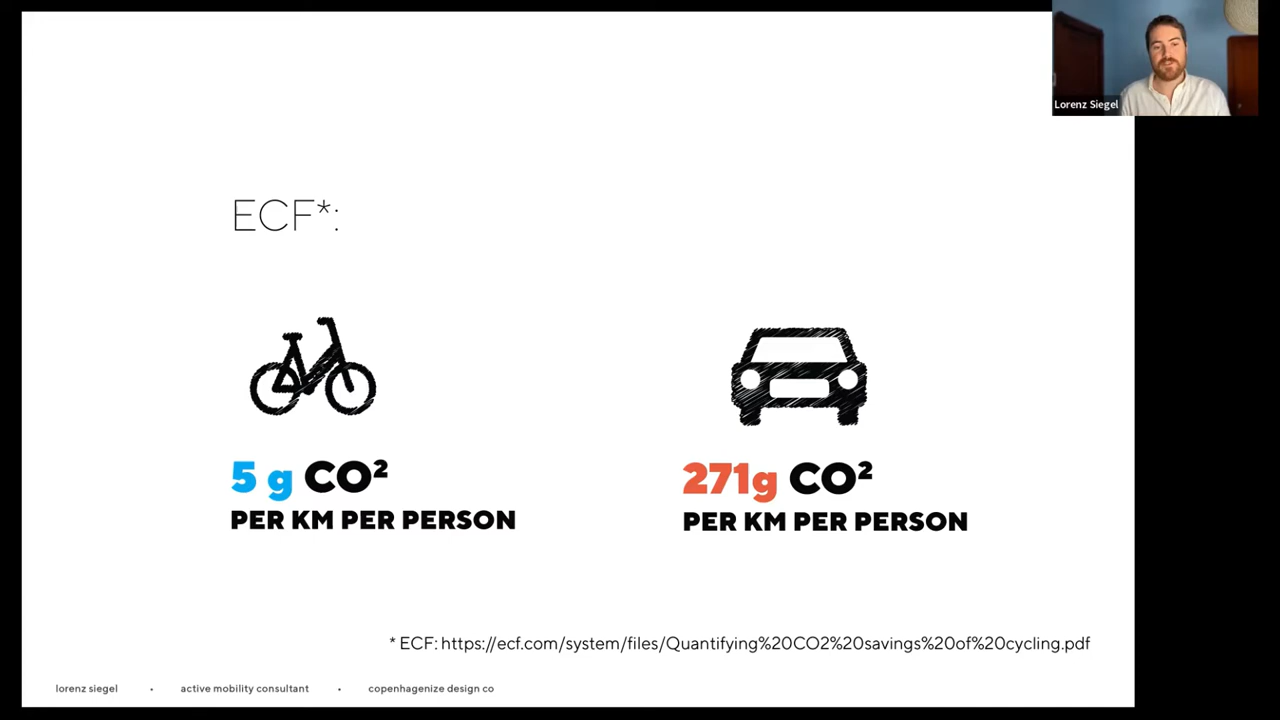 Lorenz Siegel
ECF*:
5 g CO²
PER KM PER PERSON
271g CO²
PER KM PER PERSON
* ECF: https://ecf.com/system/files/Quantifying%20CO2%20savings%20of%20cycling.pdf
lorenz siegel • active mobility consultant • copenhagenize design co